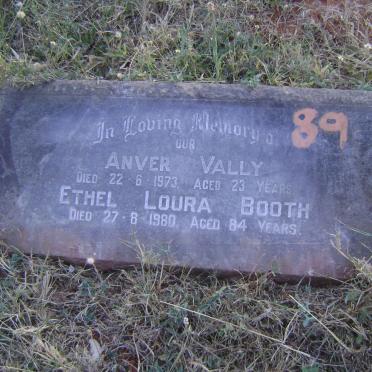 In Loving Memory of
89
OUR
ANVER VALLY
DIED 22-6-1973, AGED 23 YEARS
ETHEL LOURA BOOTH
DIED 27-8-1980, AGED 84 YEARS.